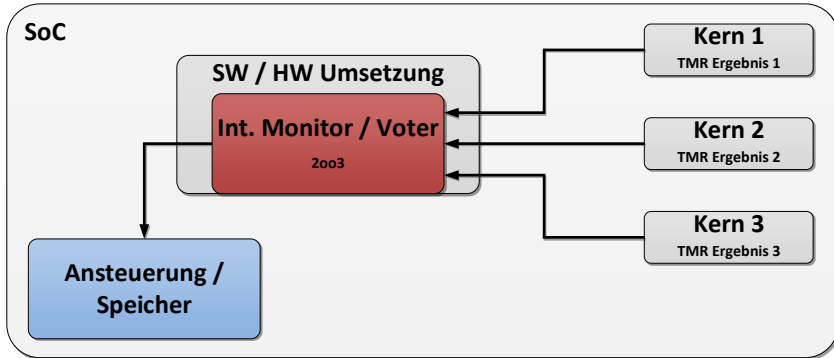 SoC
SW / HW Umsetzung
Int. Monitor / Voter
2oo3
Kern 1
TMR Ergebnis 1
Kern 2
TMR Ergebnis 2
Kern 3
TMR Ergebnis 3
Ansteuerung /
Speicher